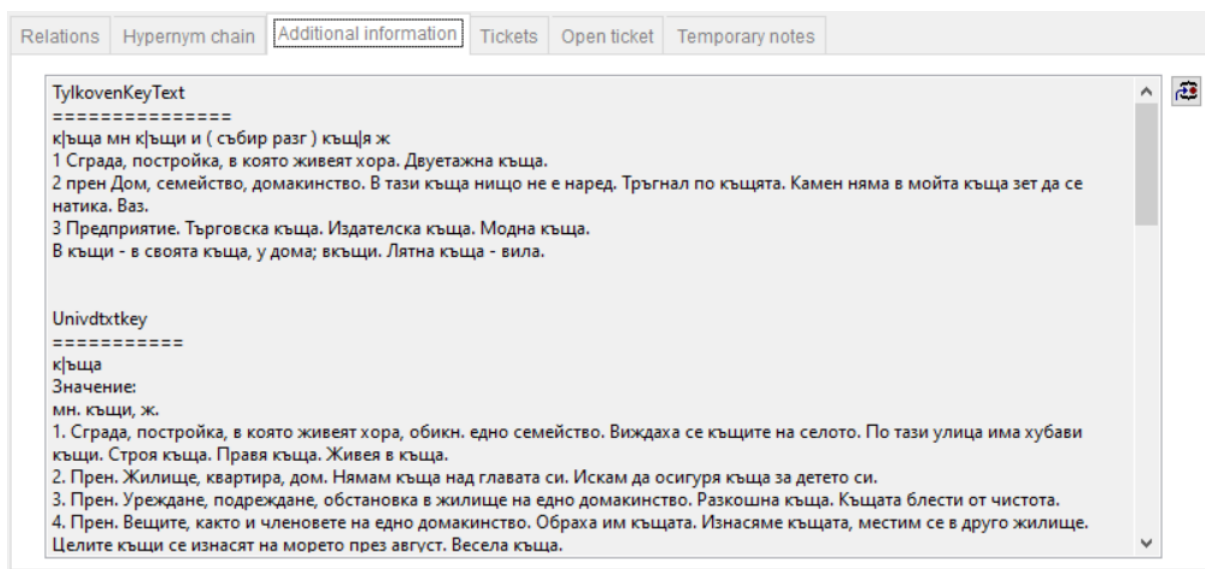 Relations Hypernym chain Additional information Tickets Open ticket Temporary notes
TylkovenKeyText
===============
к|ъща мн к|ъщи и ( събир разг ) къщ|я ж
1 Сграда, постройка, в която живеят хора. Двуетажна къща.
2 прен Дом, семейство, домакинство. В тази къща нищо не е наред. Тръгнал по къщята. Камен няма в мойта къща зет да се
натика. Ваз.
3 Предприятие. Търговска къща. Издателска къща. Модна къща.
В къщи - в своята къща, у дома; вкъщи. Лятна къща - вила.
Univdtxtkey
===========
к|ъща
Значение:
мн. къщи, ж.
1. Сграда, постройка, в която живеят хора, обикн. едно семейство. Виждаха се къщите на селото. По тази улица има хубави
къщи. Строя къща. Правя къща. Живея в къща.
2. Прен. Жилище, квартира, дом. Нямам къща над главата си. Искам да осигуря къща за детето си.
3. Прен. Уреждане, подреждане, обстановка в жилище на едно домакинство. Разкошна къща. Къщата блести от чистота.
4. Прен. Вещите, както и членовете на едно домакинство. Обраха им къщата. Изнасяме къщата, местим се в друго жилище.
Целите къщи се изнасят на морето през август. Весела къща.